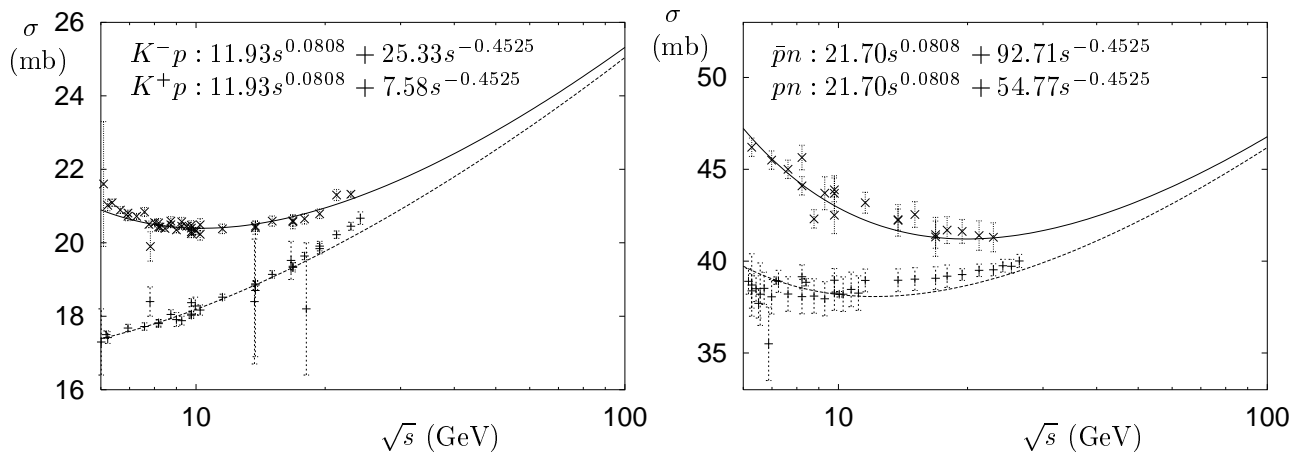 σ
(mb)
26
24
22
20
18
16
K⁻p : 11.93s^0.0808 + 25.33s^−0.4525
K⁺p : 11.93s^0.0808 + 7.58s^−0.4525
10
100
√s (GeV)
σ
(mb)
50
45
40
35
p̄n : 21.70s^0.0808 + 92.71s^−0.4525
pn : 21.70s^0.0808 + 54.77s^−0.4525
10
100
√s (GeV)